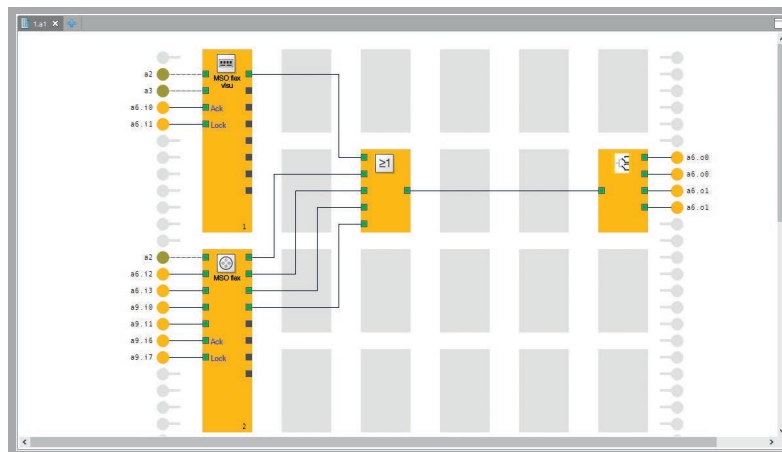 1.a1
a2
a3
a6.i0
a6.i1
MSO flex
visu
Ack
Lock
1
≥1
a6.o0
a6.o0
a6.o1
a6.o1
a2
a6.i2
a6.i3
a9.i0
a9.i1
a9.i6
a9.i7
MSO flex
Ack
Lock
2